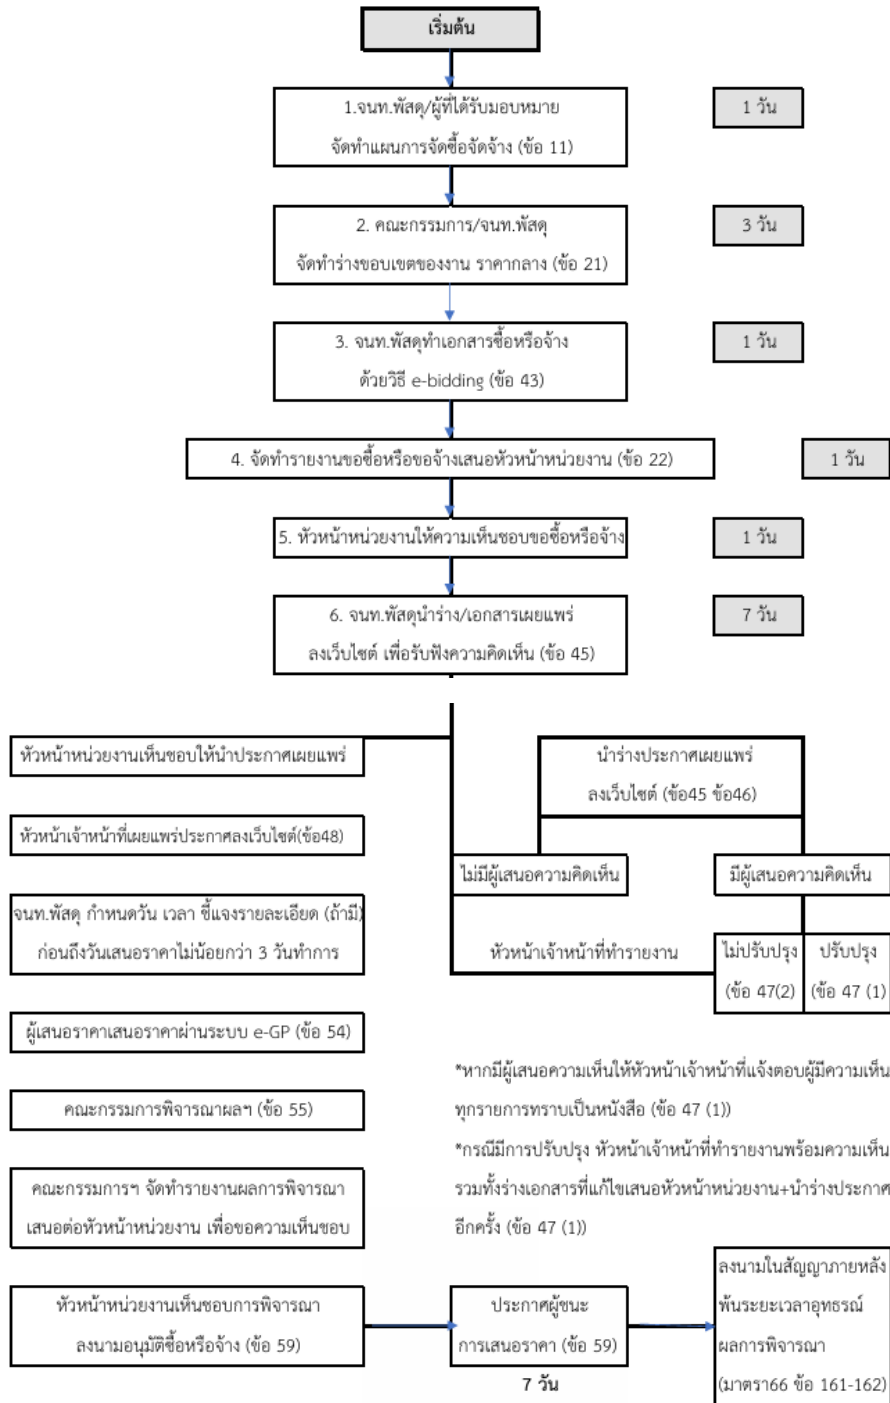 เริ่มต้น
1.จนท.พัสดุ/ผู้ที่ได้รับมอบหมาย
จัดทำแผนการจัดซื้อจัดจ้าง (ข้อ 11)
1 วัน
2. คณะกรรมการ/จนท.พัสดุ
จัดทำร่างขอบเขตของงาน ราคากลาง (ข้อ 21)
3 วัน
3. จนท.พัสดุทำเอกสารซื้อหรือจ้าง
ด้วยวิธี e-bidding (ข้อ 43)
1 วัน
4. จัดทำรายงานขอซื้อหรือขอจ้างเสนอหัวหน้าหน่วยงาน (ข้อ 22)
1 วัน
5. หัวหน้าหน่วยงานให้ความเห็นชอบขอซื้อหรือจ้าง
1 วัน
6. จนท.พัสดุนำร่าง/เอกสารเผยแพร่
ลงเว็บไซต์ เพื่อรับฟังความคิดเห็น (ข้อ 45)
7 วัน
หัวหน้าหน่วยงานเห็นชอบให้นำประกาศเผยแพร่
หัวหน้าเจ้าหน้าที่เผยแพร่ประกาศลงเว็บไซต์(ข้อ48)
จนท.พัสดุ กำหนดวัน เวลา ชี้แจงรายละเอียด (ถ้ามี)
ก่อนถึงวันเสนอราคาไม่น้อยกว่า 3 วันทำการ
ผู้เสนอราคาเสนอราคาผ่านระบบ e-GP (ข้อ 54)
คณะกรรมการพิจารณาผลฯ (ข้อ 55)
คณะกรรมการฯ จัดทำรายงานผลการพิจารณา
เสนอต่อหัวหน้าหน่วยงาน เพื่อขอความเห็นชอบ
นำร่างประกาศเผยแพร่
ลงเว็บไซต์ (ข้อ45 ข้อ46)
ไม่มีผู้เสนอความคิดเห็น
มีผู้เสนอความคิดเห็น
หัวหน้าเจ้าหน้าที่ทำรายงาน
ไม่ปรับปรุง
(ข้อ 47(2)
ปรับปรุง
(ข้อ 47 (1)
*หากมีผู้เสนอความเห็นให้หัวหน้าเจ้าหน้าที่แจ้งตอบผู้มีความเห็น
ทุกรายการทราบเป็นหนังสือ (ข้อ 47 (1))
*กรณีมีการปรับปรุง หัวหน้าเจ้าหน้าที่ทำรายงานพร้อมความเห็น
รวมทั้งร่างเอกสารที่แก้ไขเสนอหัวหน้าหน่วยงาน+นำร่างประกาศ
อีกครั้ง (ข้อ 47 (1))
หัวหน้าหน่วยงานเห็นชอบการพิจารณา
ลงนามอนุมัติซื้อหรือจ้าง (ข้อ 59)
ประกาศผู้ชนะ
การเสนอราคา (ข้อ 59)
7 วัน
ลงนามในสัญญาภายหลัง
พ้นระยะเวลาอุทธรณ์
ผลการพิจารณา
(มาตรา66 ข้อ 161-162)